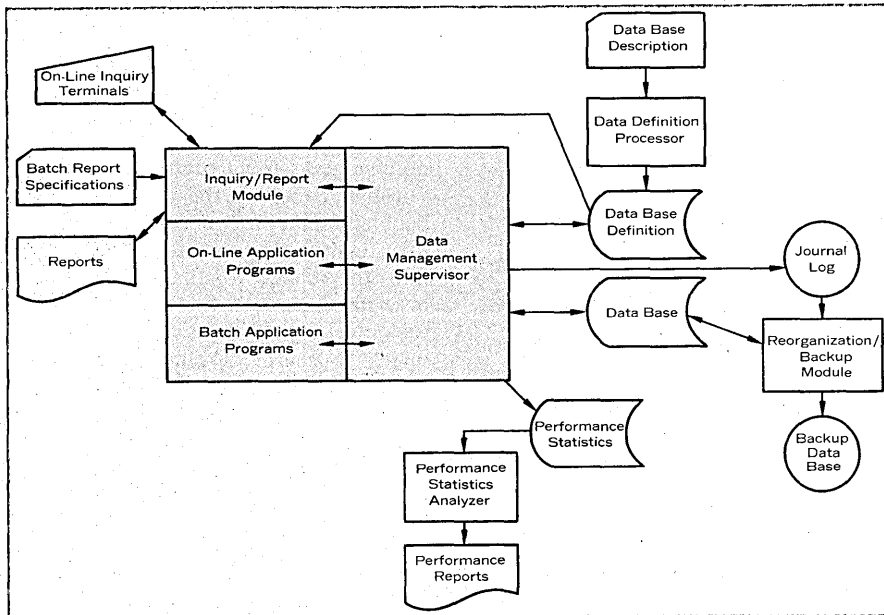 Data Base
Description
On-Line Inquiry
Terminals
Data Definition
Processor
Batch Report
Specifications
Inquiry/Report
Module
Data Base
Definition
Reports
On-Line Application
Programs
Data
Management
Supervisor
Journal
Log
Data Base
Batch Application
Programs
Reorganization/
Backup
Module
Performance
Statistics
Backup
Data
Base
Performance
Statistics
Analyzer
Performance
Reports